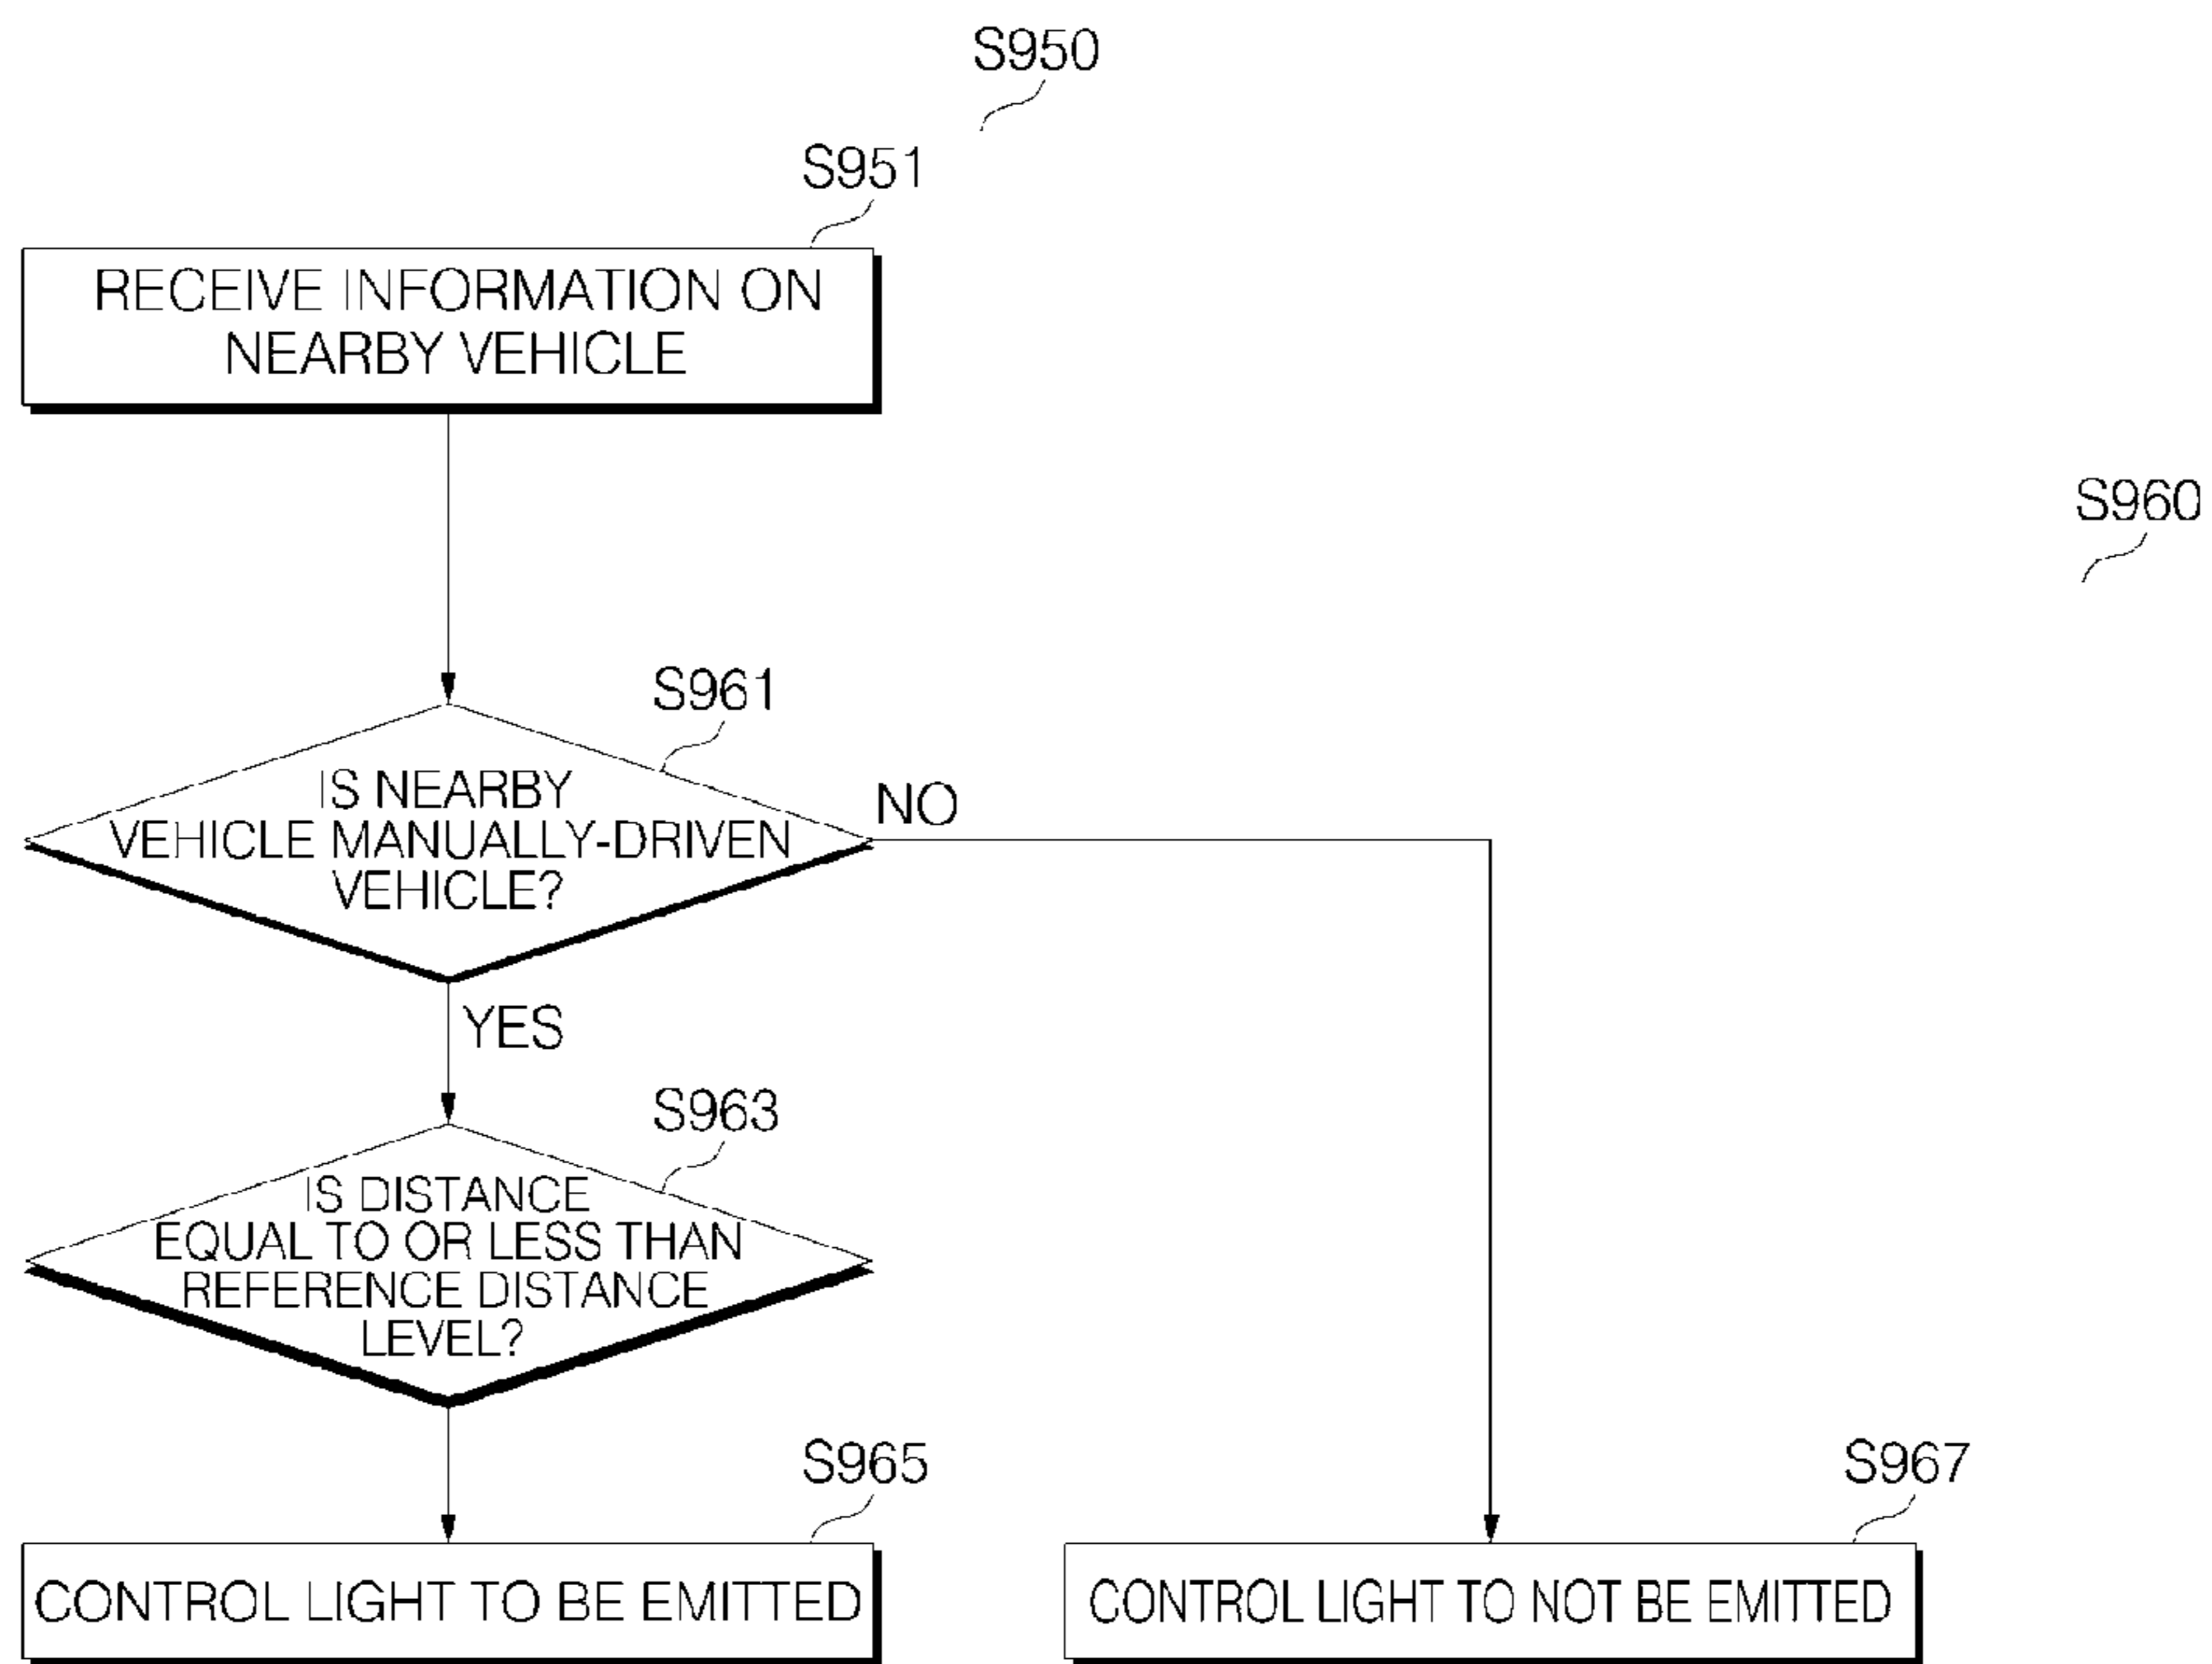 S950
S951
RECEIVE INFORMATION ON
NEARBY VEHICLE
S960
S961
IS NEARBY
VEHICLE MANUALLY-DRIVEN
VEHICLE?
NO
YES
S963
IS DISTANCE
EQUAL TO OR LESS THAN
REFERENCE DISTANCE
LEVEL?
S965
CONTROL LIGHT TO BE EMITTED
S967
CONTROL LIGHT TO NOT BE EMITTED